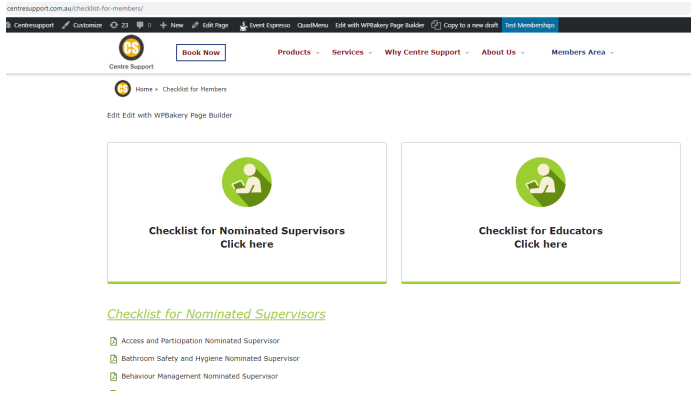 centresupport.com.au/checklist-for-members/
Centresupport Customize 23 0 New Edit Page Event Espresso QuadMenu Edit with WPBakery Page Builder Copy to a new draft Test Memberships
CS
Centre Support
Book Now
Products Services Why Centre Support About Us Members Area
CS Home » Checklist for Members
Edit Edit with WPBakery Page Builder
Checklist for Nominated Supervisors
Click here
Checklist for Educators
Click here
Checklist for Nominated Supervisors
Access and Participation Nominated Supervisor
Bathroom Safety and Hygiene Nominated Supervisor
Behaviour Management Nominated Supervisor